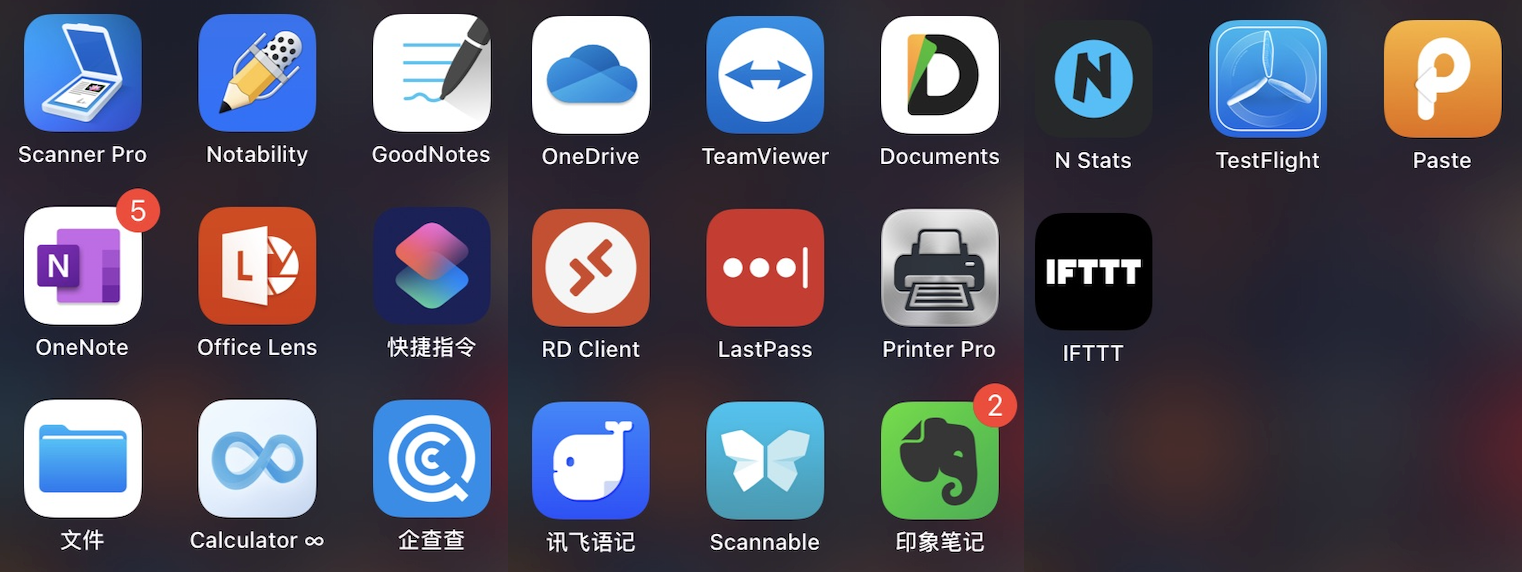 Scanner Pro
Notability
GoodNotes
OneDrive
TeamViewer
Documents
N
N Stats
TestFlight
Paste
5
N
L
IFTTT
OneNote
Office Lens
快捷指令
RD Client
LastPass
Printer Pro
IFTTT
2
文件
Calculator ∞
企查查
讯飞语记
Scannable
印象笔记